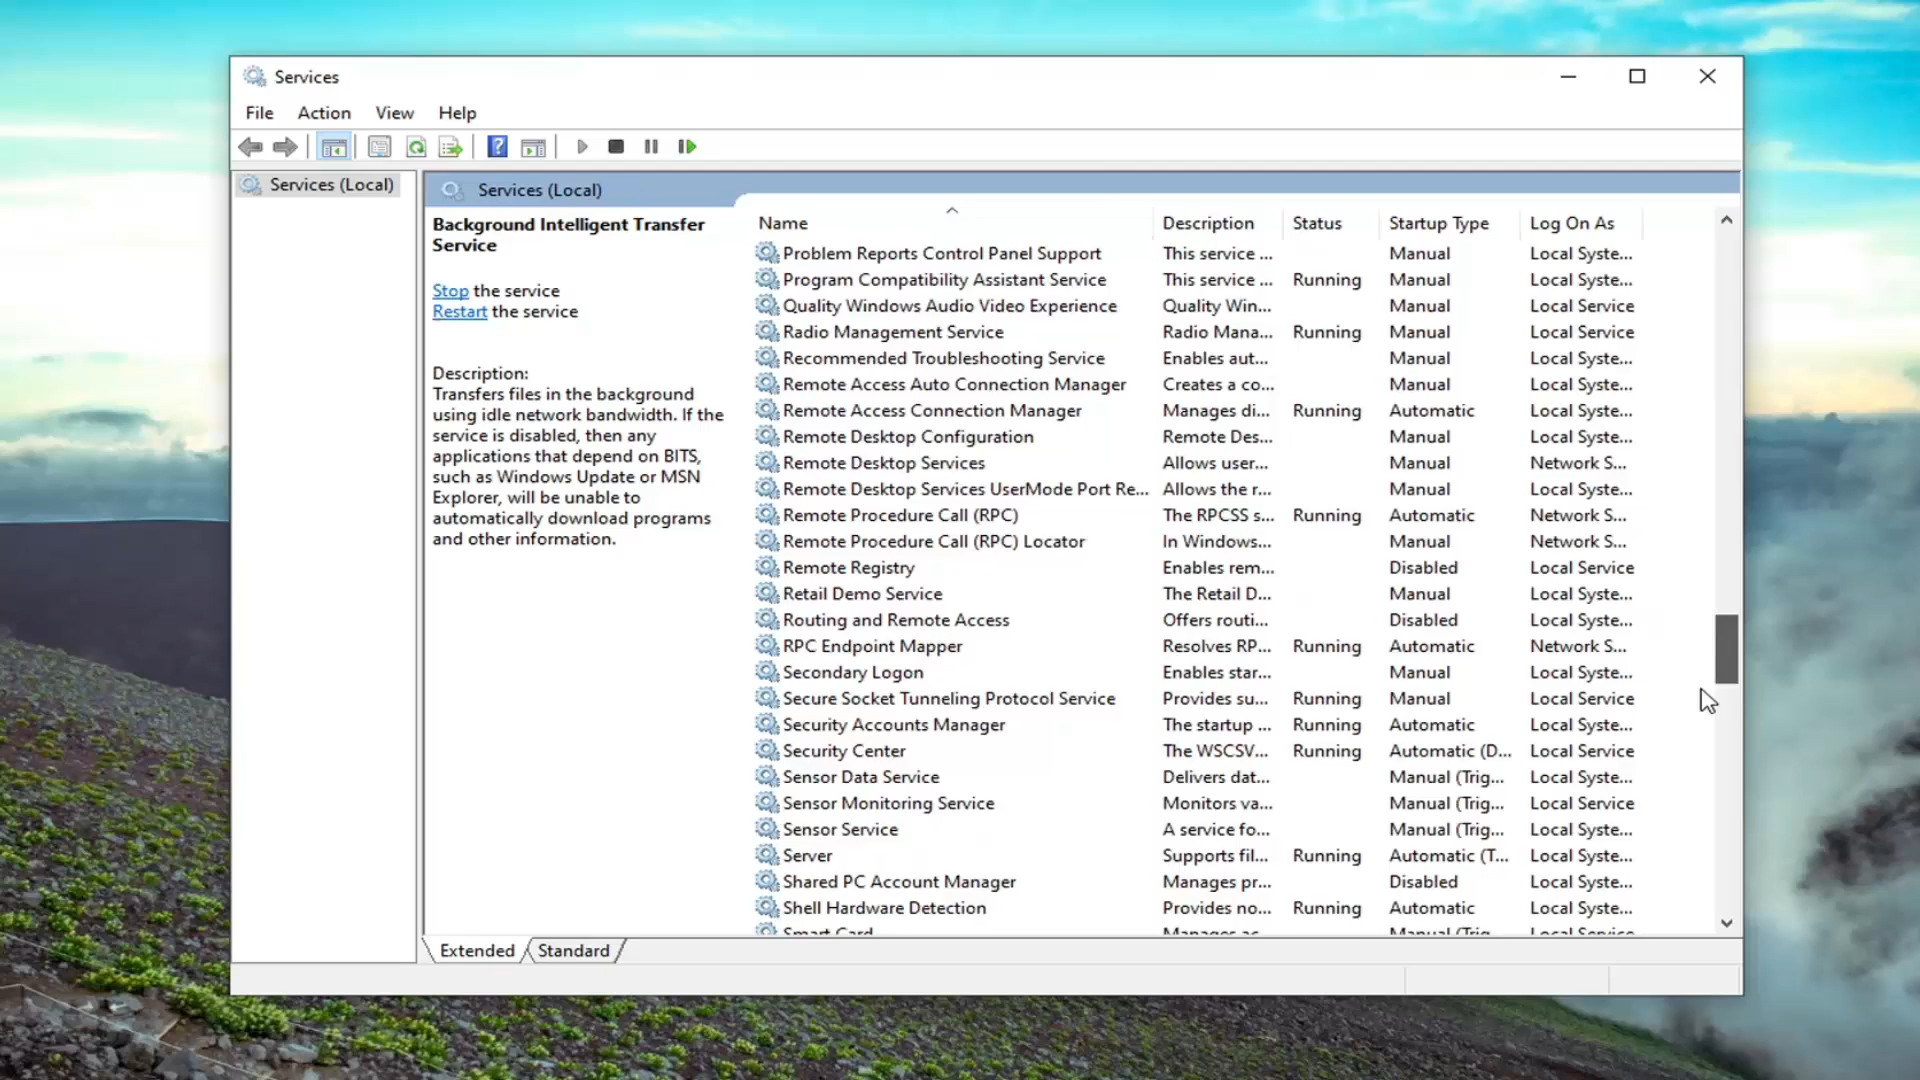 Services
File Action View Help
Services (Local)
Services (Local)
Background Intelligent Transfer
Service
Stop the service
Restart the service
Description:
Transfers files in the background
using idle network bandwidth. If the
service is disabled, then any
applications that depend on BITS,
such as Windows Update or MSN
Explorer, will be unable to
automatically download programs
and other information.
Name Description Status Startup Type Log On As
Problem Reports Control Panel Support This service ... Manual Local Syste...
Program Compatibility Assistant Service This service ... Running Manual Local Syste...
Quality Windows Audio Video Experience Quality Win... Manual Local Service
Radio Management Service Radio Mana... Running Manual Local Service
Recommended Troubleshooting Service Enables aut... Manual Local Syste...
Remote Access Auto Connection Manager Creates a co... Manual Local Syste...
Remote Access Connection Manager Manages di... Running Automatic Local Syste...
Remote Desktop Configuration Remote Des... Manual Local Syste...
Remote Desktop Services Allows user... Manual Network S...
Remote Desktop Services UserMode Port Re... Allows the r... Manual Local Syste...
Remote Procedure Call (RPC) The RPCSS s... Running Automatic Network S...
Remote Procedure Call (RPC) Locator In Windows... Manual Network S...
Remote Registry Enables rem... Disabled Local Service
Retail Demo Service The Retail D... Manual Local Syste...
Routing and Remote Access Offers routi... Disabled Local Syste...
RPC Endpoint Mapper Resolves RP... Running Automatic Network S...
Secondary Logon Enables star... Manual Local Syste...
Secure Socket Tunneling Protocol Service Provides su... Running Manual Local Service
Security Accounts Manager The startup ... Running Automatic Local Syste...
Security Center The WSCSV... Running Automatic (D... Local Service
Sensor Data Service Delivers dat... Manual (Trig... Local Syste...
Sensor Monitoring Service Monitors va... Manual (Trig... Local Service
Sensor Service A service fo... Manual (Trig... Local Syste...
Server Supports fil... Running Automatic (T... Local Syste...
Shared PC Account Manager Manages pr... Disabled Local Syste...
Shell Hardware Detection Provides no... Running Automatic Local Syste...
Smart Card Manages ac... Manual (Trig... Local Service
Extended Standard